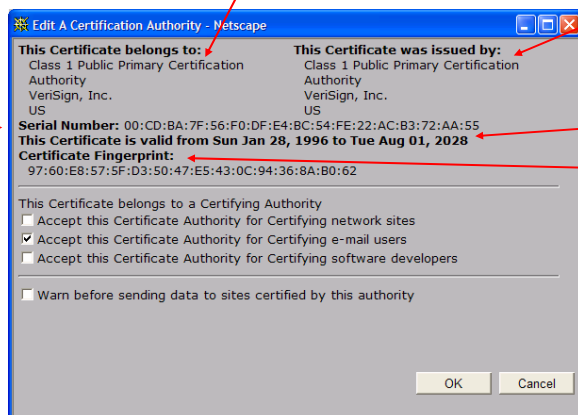 Edit A Certification Authority - Netscape
This Certificate belongs to:
Class 1 Public Primary Certification
Authority
VeriSign, Inc.
US
This Certificate was issued by:
Class 1 Public Primary Certification
Authority
VeriSign, Inc.
US
Serial Number: 00:CD:BA:7F:56:F0:DF:E4:BC:54:FE:22:AC:B3:72:AA:55
This Certificate is valid from Sun Jan 28, 1996 to Tue Aug 01, 2028
Certificate Fingerprint:
97:60:E8:57:5F:D3:50:47:E5:43:0C:94:36:8A:B0:62
This Certificate belongs to a Certifying Authority
Accept this Certificate Authority for Certifying network sites
Accept this Certificate Authority for Certifying e-mail users
Accept this Certificate Authority for Certifying software developers
Warn before sending data to sites certified by this authority
OK
Cancel